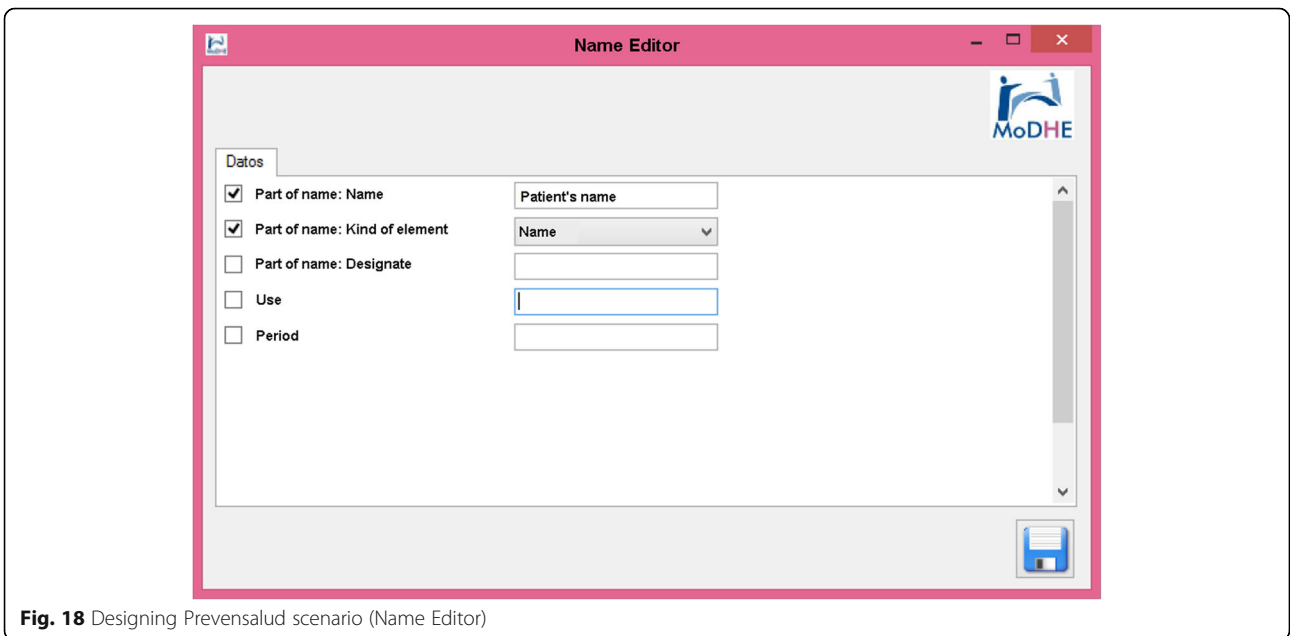 Name Editor
MoDHE
Datos
Part of name: Name Patient's name
Part of name: Kind of element Name
Part of name: Designate
Use
Period
Fig. 18 Designing Prevensalud scenario (Name Editor)